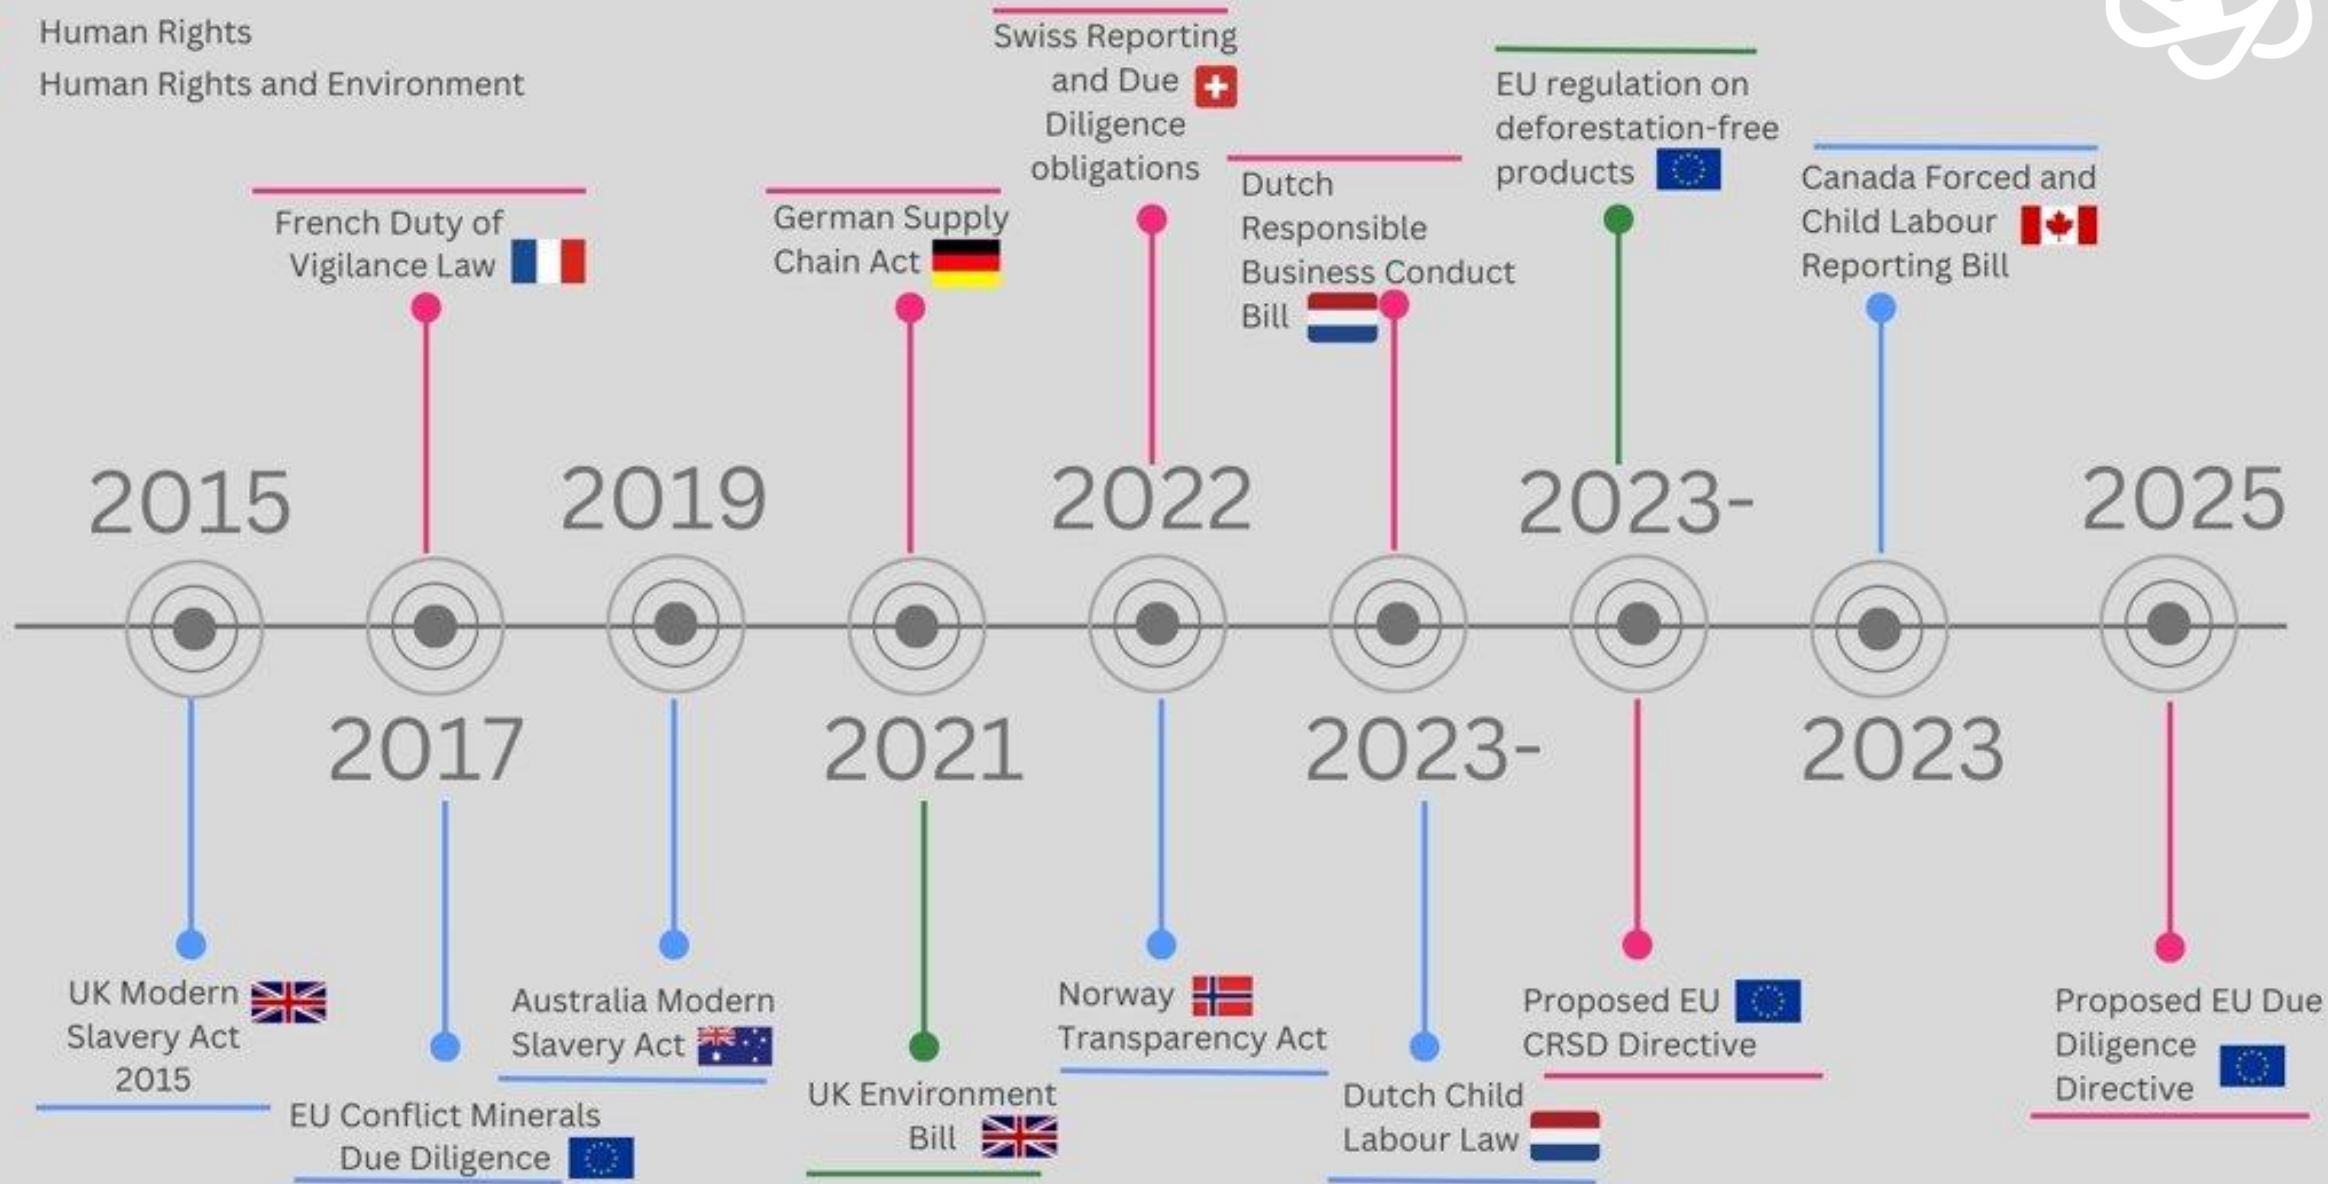 Human Rights
Human Rights and Environment
French Duty of
Vigilance Law
German Supply
Chain Act
Swiss Reporting
and Due
Diligence
obligations
Dutch
Responsible
Business Conduct
Bill
EU regulation on
deforestation-free
products
Canada Forced and
Child Labour
Reporting Bill
2015
2019
2022
2023-
2025
2017
2021
2023-
2023
UK Modern
Slavery Act
2015
EU Conflict Minerals
Due Diligence
Australia Modern
Slavery Act
UK Environment
Bill
Norway
Transparency Act
Dutch Child
Labour Law
Proposed EU
CRSD Directive
Proposed EU Due
Diligence
Directive